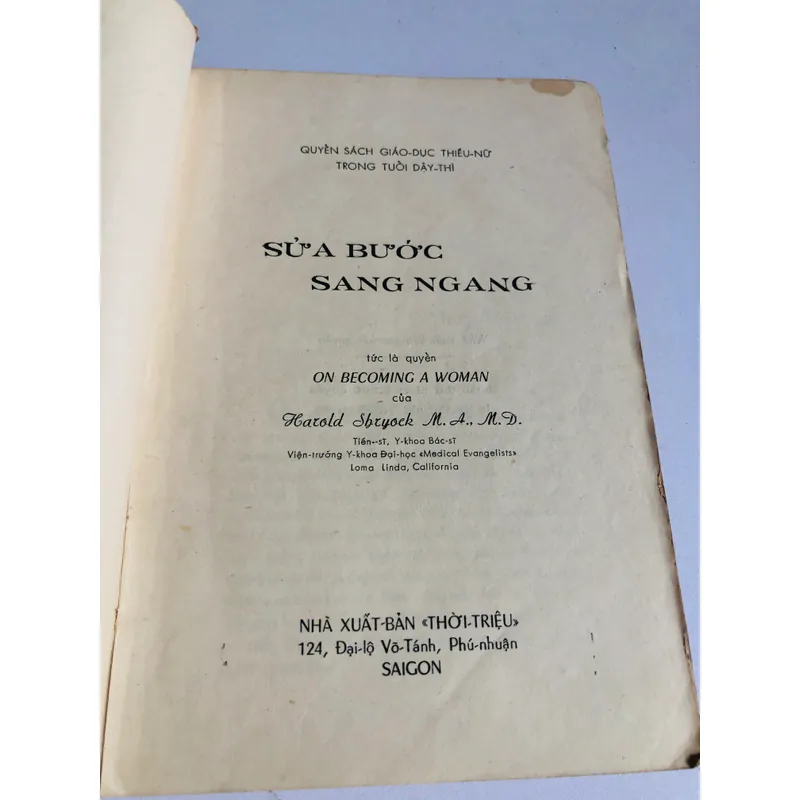 QUYỂN SÁCH GIÁO-DỤC THIẾU-NỮ
TRONG TUỔI DẬY-THÌ
SỬA BƯỚC
SANG NGANG
tức là quyển
ON BECOMING A WOMAN
của
Harold Shryock M. A., M. D.
Tiến-sĩ, Y-khoa Bác-sĩ
Viện-trưởng Y-khoa Đại-học «Medical Evangelists»
Loma Linda, California
NHÀ XUẤT-BẢN «THỜI-TRIỆU»
124, Đại-lộ Võ-Tánh, Phú-nhuận
SAIGON